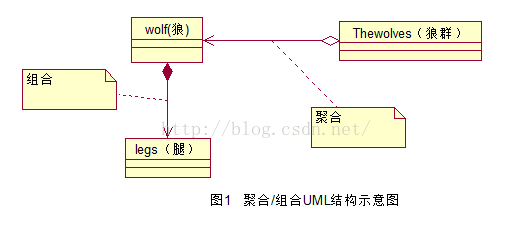 wolf(狼)
Thewolves（狼群）
组合
聚合
http://blog.csdn.net/
legs（腿）
图1 聚合/组合UML结构示意图